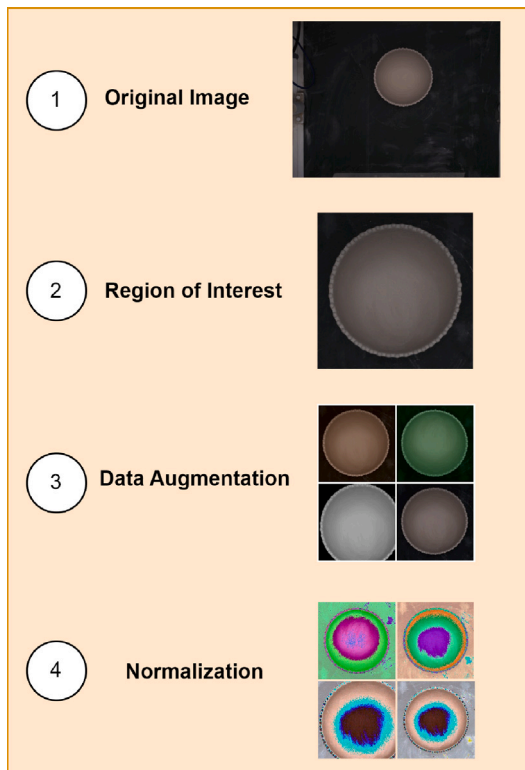 1
Original Image
2
Region of Interest
3
Data Augmentation
4
Normalization